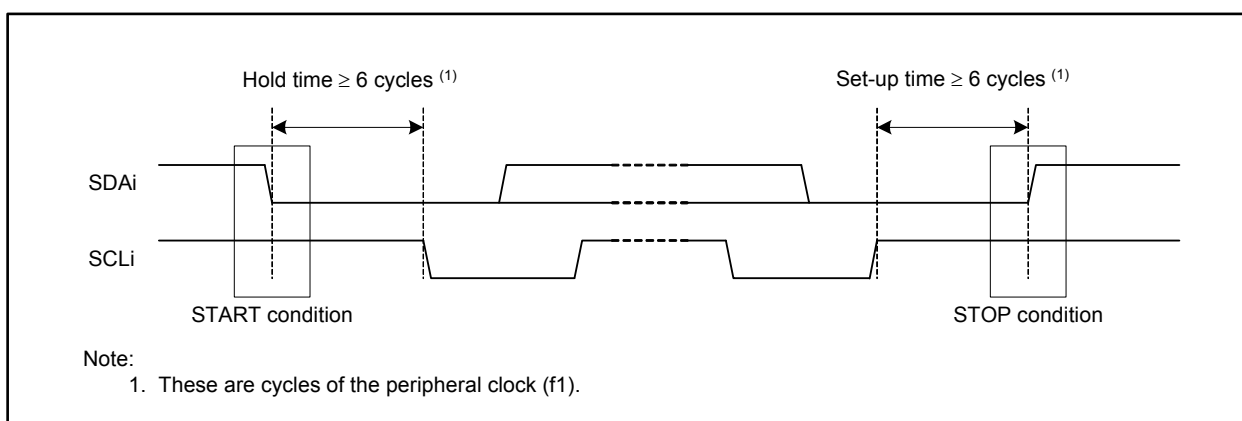 Hold time ≥ 6 cycles (1)
Set-up time ≥ 6 cycles (1)
SDAi
SCLi
START condition
STOP condition
Note:
1. These are cycles of the peripheral clock (f1).